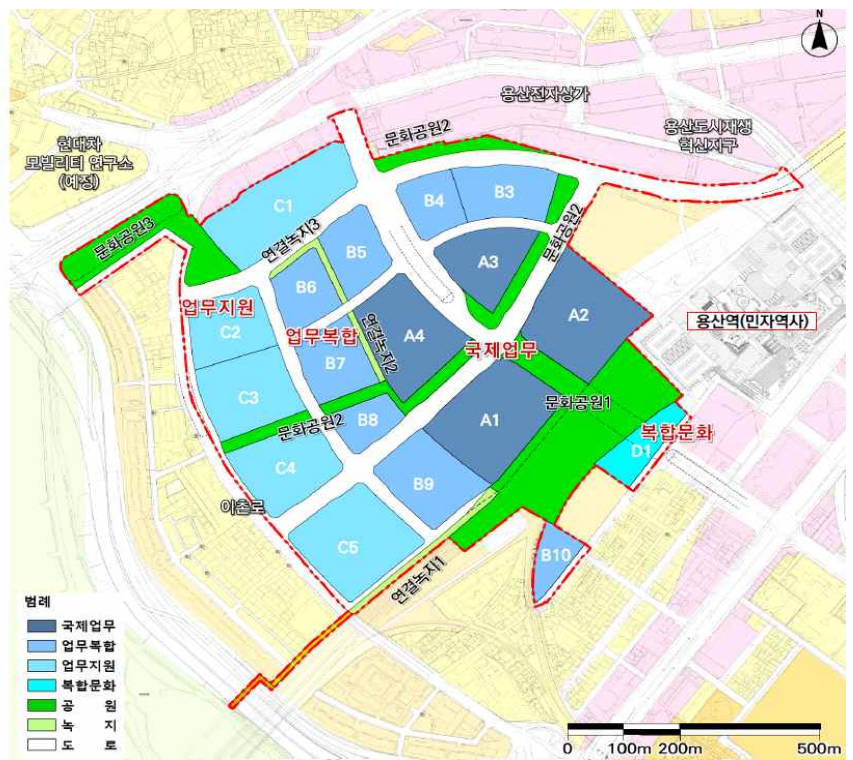 N
용산전자상가
문화공원2
용산도시재생
혁신지구
현대차
모빌리티 연구소
(예정)
C1
B4
B3
문화공원3
연결녹지3
B5
문화공원2
A3
B6
A2
업무지원
C2
업무복합
A4
연결녹지2
국제업무
용산역(민자역사)
B7
C3
문화공원1
B8
A1
문화공원2
복합문화
D1
C4
B9
이촌로
C5
B10
연결녹지1
범례
국제업무
업무복합
업무지원
복합문화
공 원
녹 지
도 로
0 100m 200m 500m